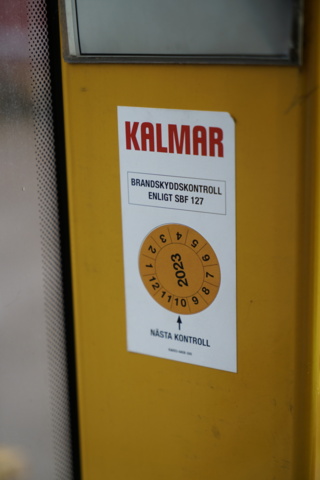 KALMAR
BRANDSKYDDSKONTROLL
ENLIGT SBF 127
1 2 3 4 5 6 7 8 9 10 11 12
2023
NÄSTA KONTROLL